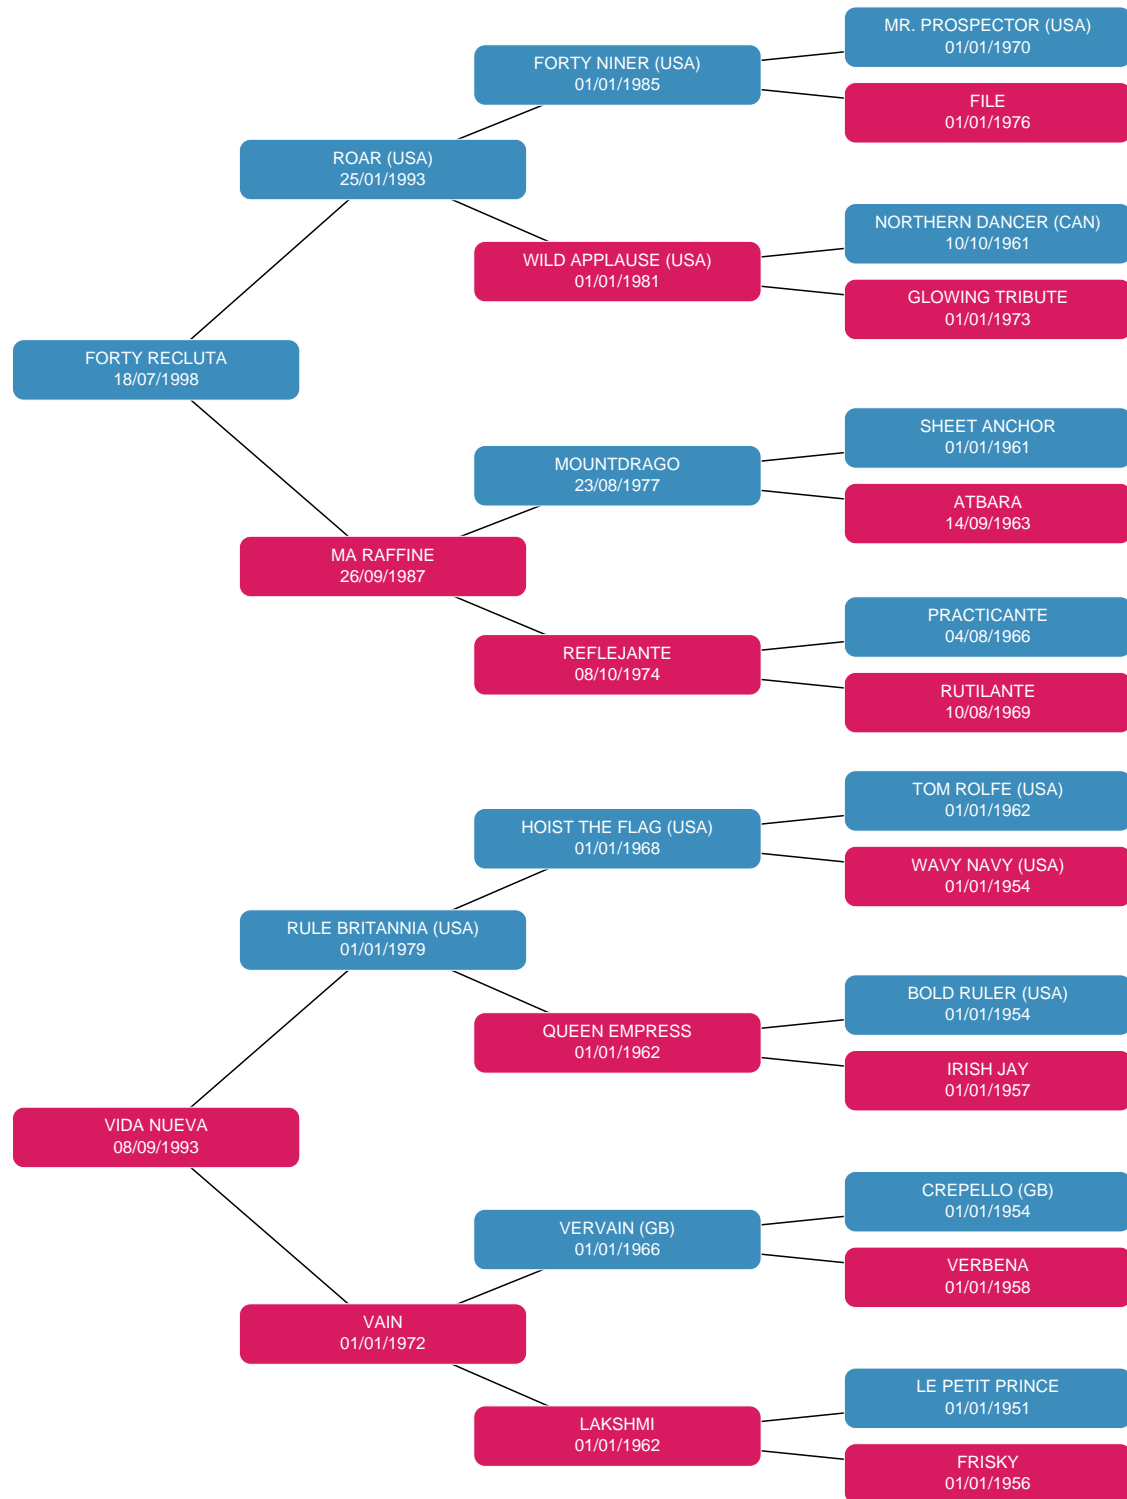 MR. PROSPECTOR (USA)
01/01/1970
FORTY NINER (USA)
01/01/1985
FILE
01/01/1976
ROAR (USA)
25/01/1993
NORTHERN DANCER (CAN)
10/10/1961
WILD APPLAUSE (USA)
01/01/1981
GLOWING TRIBUTE
01/01/1973
FORTY RECLUTA
18/07/1998
SHEET ANCHOR
01/01/1961
MOUNTDRAGO
23/08/1977
ATBARA
14/09/1963
MA RAFFINE
26/09/1987
PRACTICANTE
04/08/1966
REFLEJANTE
08/10/1974
RUTILANTE
10/08/1969
TOM ROLFE (USA)
01/01/1962
HOIST THE FLAG (USA)
01/01/1968
WAVY NAVY (USA)
01/01/1954
RULE BRITANNIA (USA)
01/01/1979
BOLD RULER (USA)
01/01/1954
QUEEN EMPRESS
01/01/1962
IRISH JAY
01/01/1957
VIDA NUEVA
08/09/1993
CREPELLO (GB)
01/01/1954
VERVAIN (GB)
01/01/1966
VERBENA
01/01/1958
VAIN
01/01/1972
LE PETIT PRINCE
01/01/1951
LAKSHMI
01/01/1962
FRISKY
01/01/1956